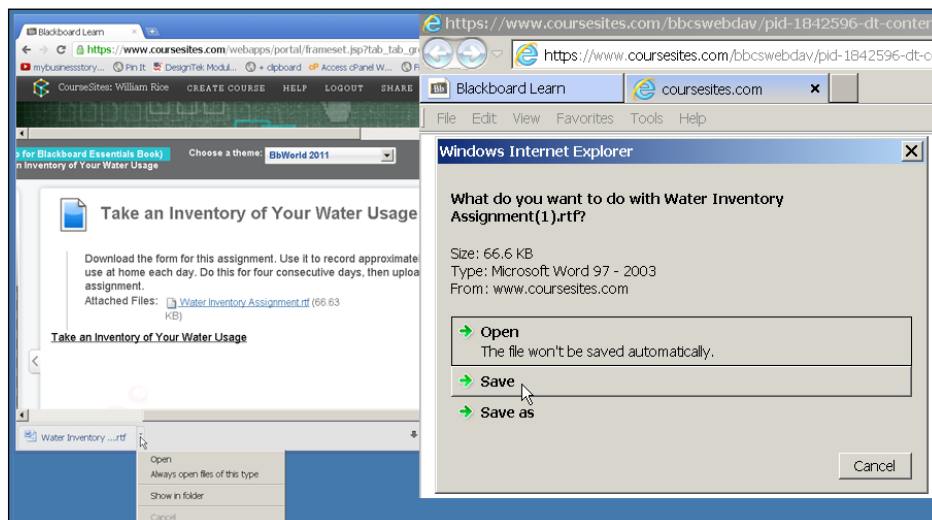 Blackboard Learn
https://www.coursesites.com/webapps/portal/frameset.jsp?tab_tab_gr
mybusinessstory... Pin It DesignTek Modul... + clipboard Access cPanel W...
CourseSites: William Rice CREATE COURSE HELP LOGOUT SHARE
o for Blackboard Essentials Book) Choose a theme: BbWorld 2011
n Inventory of Your Water Usage
Take an Inventory of Your Water Usage
Download the form for this assignment. Use it to record approximate
use at home each day. Do this for four consecutive days, then uploa
assignment.
Attached Files: Water Inventory Assignment.rtf (66.63
KB)
Take an Inventory of Your Water Usage
Water Inventory ....rtf
Open
Always open files of this type
Show in folder
Cancel
https://www.coursesites.com/bbcswebdav/pid-1842596-dt-conten
https://www.coursesites.com/bbcswebdav/pid-1842596-dt-c
Blackboard Learn coursesites.com
File Edit View Favorites Tools Help
Windows Internet Explorer
What do you want to do with Water Inventory
Assignment(1).rtf?
Size: 66.6 KB
Type: Microsoft Word 97 - 2003
From: www.coursesites.com
Open
The file won't be saved automatically.
Save
Save as
Cancel